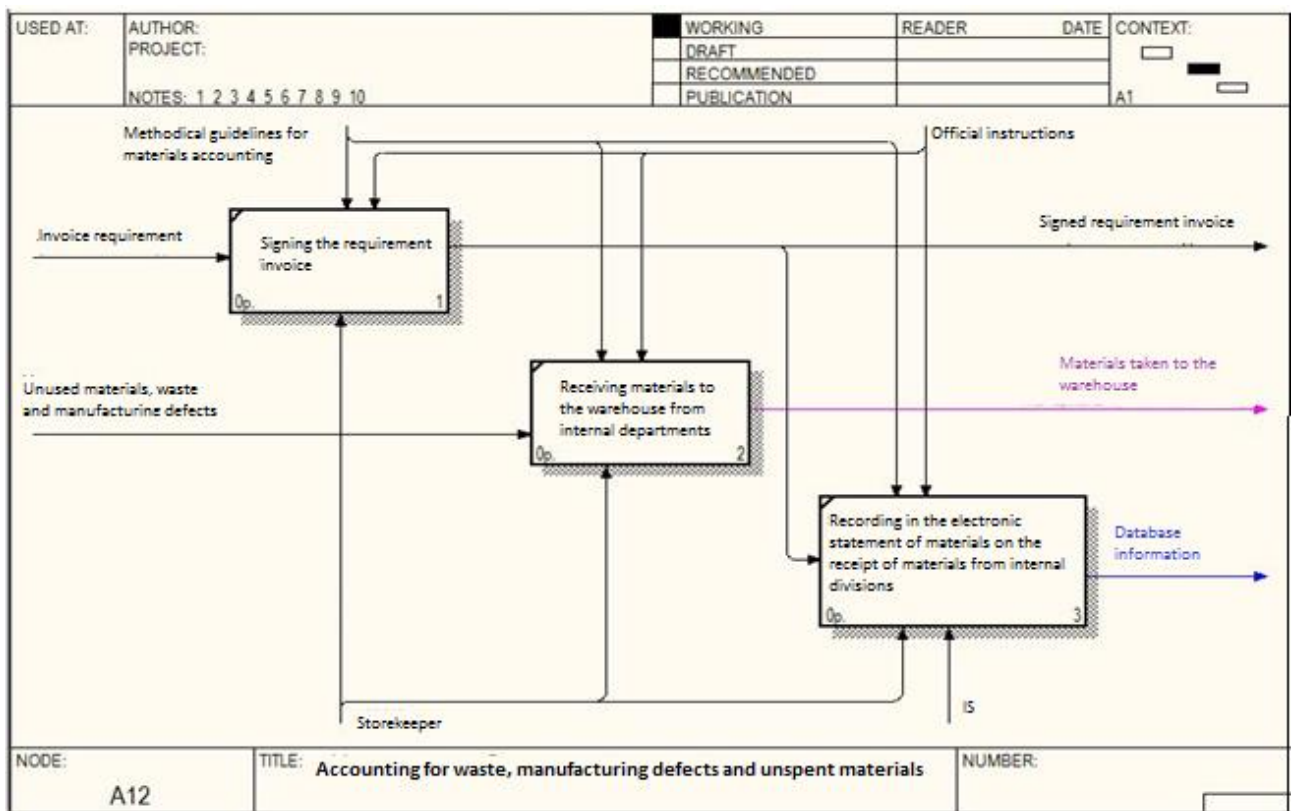 USED AT:
AUTHOR:
PROJECT:
NOTES: 1 2 3 4 5 6 7 8 9 10
WORKING
DRAFT
RECOMMENDED
PUBLICATION
READER
DATE
CONTEXT:
A1
Methodical guidelines for
materials accounting
Official instructions
Invoice requirement
Signing the requirement
invoice
0р.
1
Signed requirement invoice
Unused materials, waste
and manufacturing defects
Receiving materials to
the warehouse from
internal departments
0р.
2
Materials taken to the
warehouse
Recording in the electronic
statement of materials on the
receipt of materials from internal
divisions
0р.
3
Database
information
Storekeeper
IS
NODE:
A12
TITLE:
Accounting for waste, manufacturing defects and unspent materials
NUMBER: